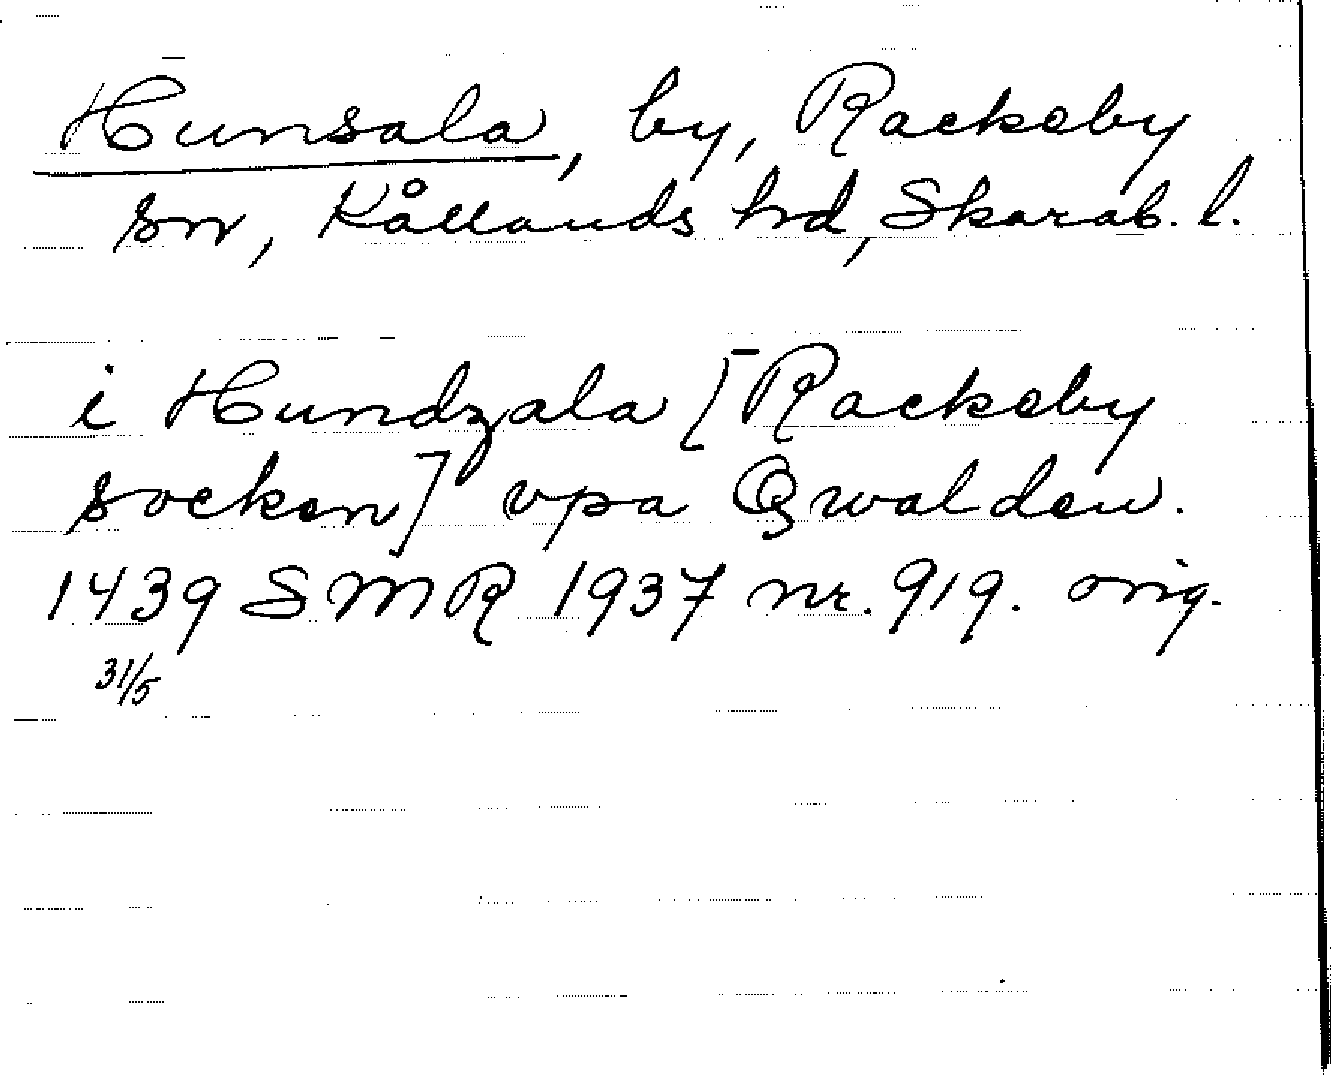 Hunsala, by, Rackeby
sn, Kållands hd, Skarab. l.
i Hundzala [Rackeby
socken] vpa Qwalden.
1439 SMR 1937 nr. 919. orig.
31/5